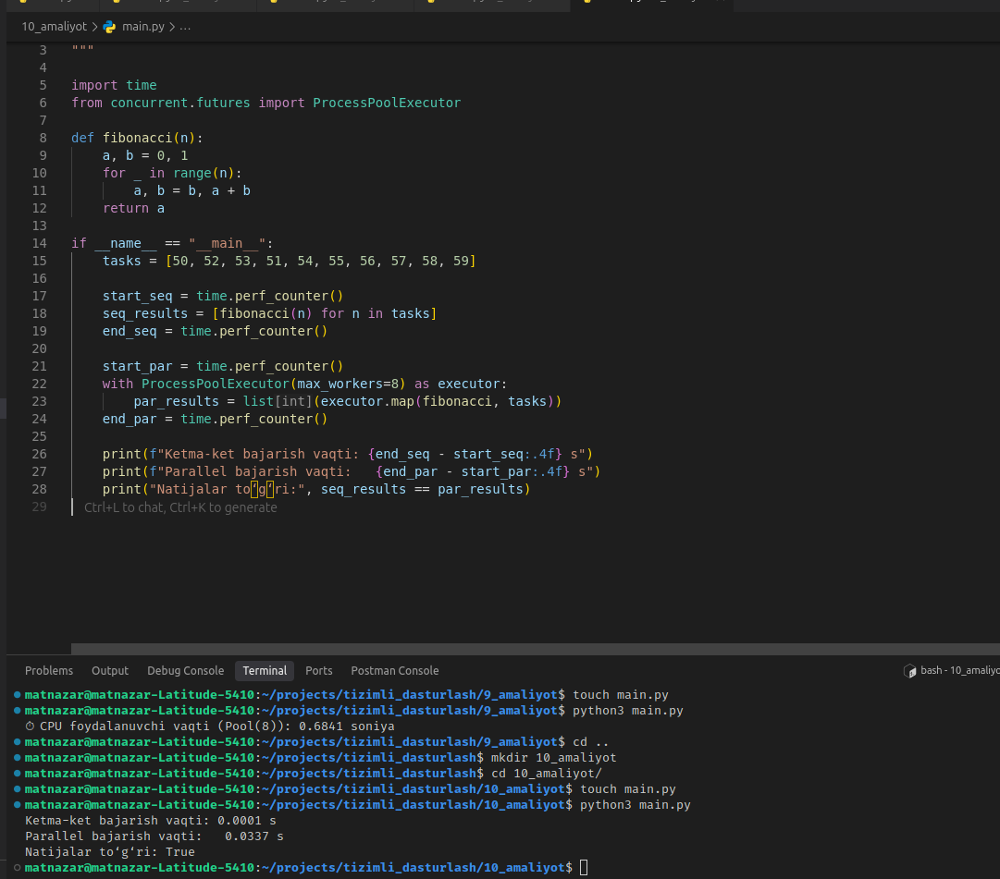 10_amaliyot > main.py > ...
3 """
4
5 import time
6 from concurrent.futures import ProcessPoolExecutor
7
8 def fibonacci(n):
9     a, b = 0, 1
10     for _ in range(n):
11         a, b = b, a + b
12     return a
13
14 if __name__ == "__main__":
15     tasks = [50, 52, 53, 51, 54, 55, 56, 57, 58, 59]
16
17     start_seq = time.perf_counter()
18     seq_results = [fibonacci(n) for n in tasks]
19     end_seq = time.perf_counter()
20
21     start_par = time.perf_counter()
22     with ProcessPoolExecutor(max_workers=8) as executor:
23         par_results = list[int](executor.map(fibonacci, tasks))
24     end_par = time.perf_counter()
25
26     print(f"Ketma-ket bajarish vaqti: {end_seq - start_seq:.4f} s")
27     print(f"Parallel bajarish vaqti:   {end_par - start_par:.4f} s")
28     print("Natijalar to‘g‘ri:", seq_results == par_results)
29 Ctrl+L to chat, Ctrl+K to generate
Problems Output Debug Console Terminal Ports Postman Console bash - 10_amaliyo
matnazar@matnazar-Latitude-5410:~/projects/tizimli_dasturlash/9_amaliyot$ touch main.py
matnazar@matnazar-Latitude-5410:~/projects/tizimli_dasturlash/9_amaliyot$ python3 main.py
⏱ CPU foydalanuvchi vaqti (Pool(8)): 0.6841 soniya
matnazar@matnazar-Latitude-5410:~/projects/tizimli_dasturlash/9_amaliyot$ cd ..
matnazar@matnazar-Latitude-5410:~/projects/tizimli_dasturlash$ mkdir 10_amaliyot
matnazar@matnazar-Latitude-5410:~/projects/tizimli_dasturlash$ cd 10_amaliyot/
matnazar@matnazar-Latitude-5410:~/projects/tizimli_dasturlash/10_amaliyot$ touch main.py
matnazar@matnazar-Latitude-5410:~/projects/tizimli_dasturlash/10_amaliyot$ python3 main.py
Ketma-ket bajarish vaqti: 0.0001 s
Parallel bajarish vaqti:   0.0337 s
Natijalar to‘g‘ri: True
matnazar@matnazar-Latitude-5410:~/projects/tizimli_dasturlash/10_amaliyot$